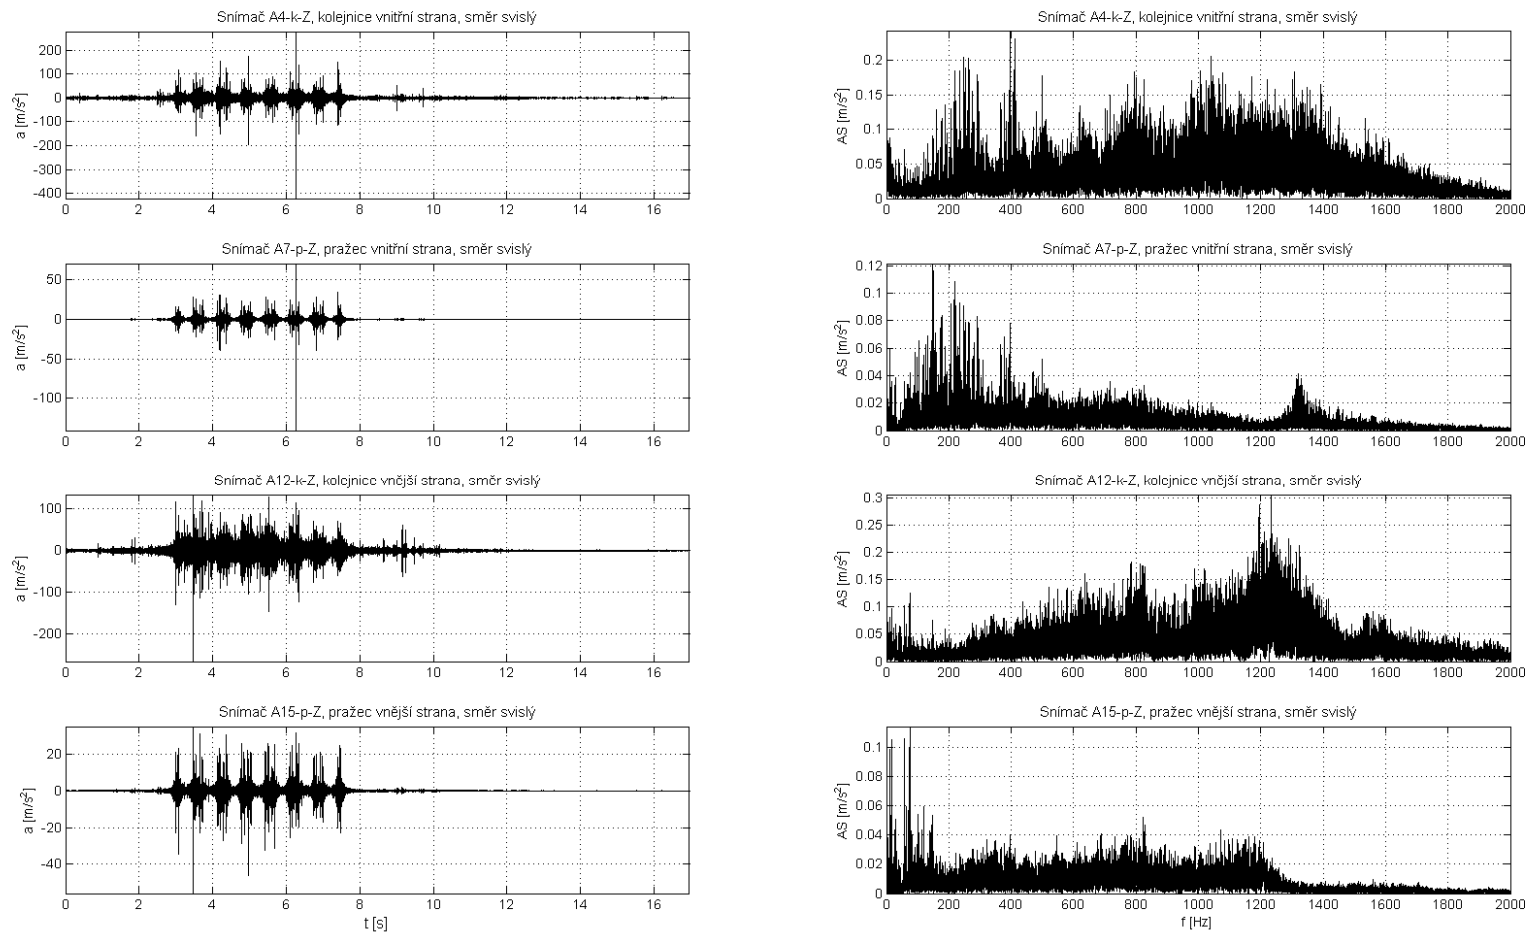 Snímač A4-k-Z, kolejnice vnitřní strana, směr svislý
a [m/s²]
200
100
0
-100
-200
-300
-400
0 2 4 6 8 10 12 14 16
Snímač A4-k-Z, kolejnice vnitřní strana, směr svislý
AS [m/s²]
0.2
0.15
0.1
0.05
0
0 200 400 600 800 1000 1200 1400 1600 1800 2000
Snímač A7-p-Z, pražec vnitřní strana, směr svislý
a [m/s²]
50
0
-50
-100
0 2 4 6 8 10 12 14 16
Snímač A7-p-Z, pražec vnitřní strana, směr svislý
AS [m/s²]
0.12
0.1
0.08
0.06
0.04
0.02
0
0 200 400 600 800 1000 1200 1400 1600 1800 2000
Snímač A12-k-Z, kolejnice vnější strana, směr svislý
a [m/s²]
100
0
-100
-200
0 2 4 6 8 10 12 14 16
Snímač A12-k-Z, kolejnice vnější strana, směr svislý
AS [m/s²]
0.3
0.25
0.2
0.15
0.1
0.05
0
0 200 400 600 800 1000 1200 1400 1600 1800 2000
Snímač A15-p-Z, pražec vnější strana, směr svislý
a [m/s²]
20
0
-20
-40
0 2 4 6 8 10 12 14 16
t [s]
Snímač A15-p-Z, pražec vnější strana, směr svislý
AS [m/s²]
0.1
0.08
0.06
0.04
0.02
0
0 200 400 600 800 1000 1200 1400 1600 1800 2000
f [Hz]